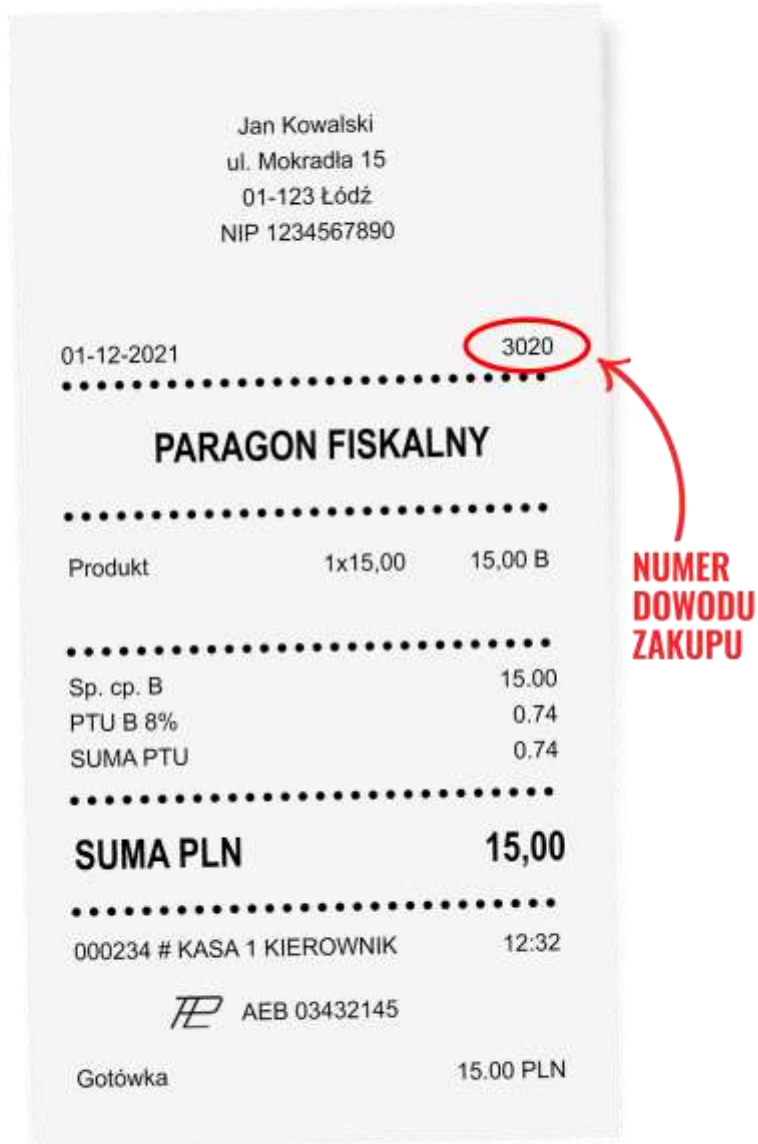 Jan Kowalski
ul. Mokradła 15
01-123 Łódź
NIP 1234567890
01-12-2021 3020
PARAGON FISKALNY
Produkt 1x15,00 15,00 B
NUMER
DOWODU
ZAKUPU
Sp. cp. B 15.00
PTU B 8% 0.74
SUMA PTU 0.74
SUMA PLN 15,00
000234 # KASA 1 KIEROWNIK 12:32
AEB 03432145
Gotówka 15.00 PLN